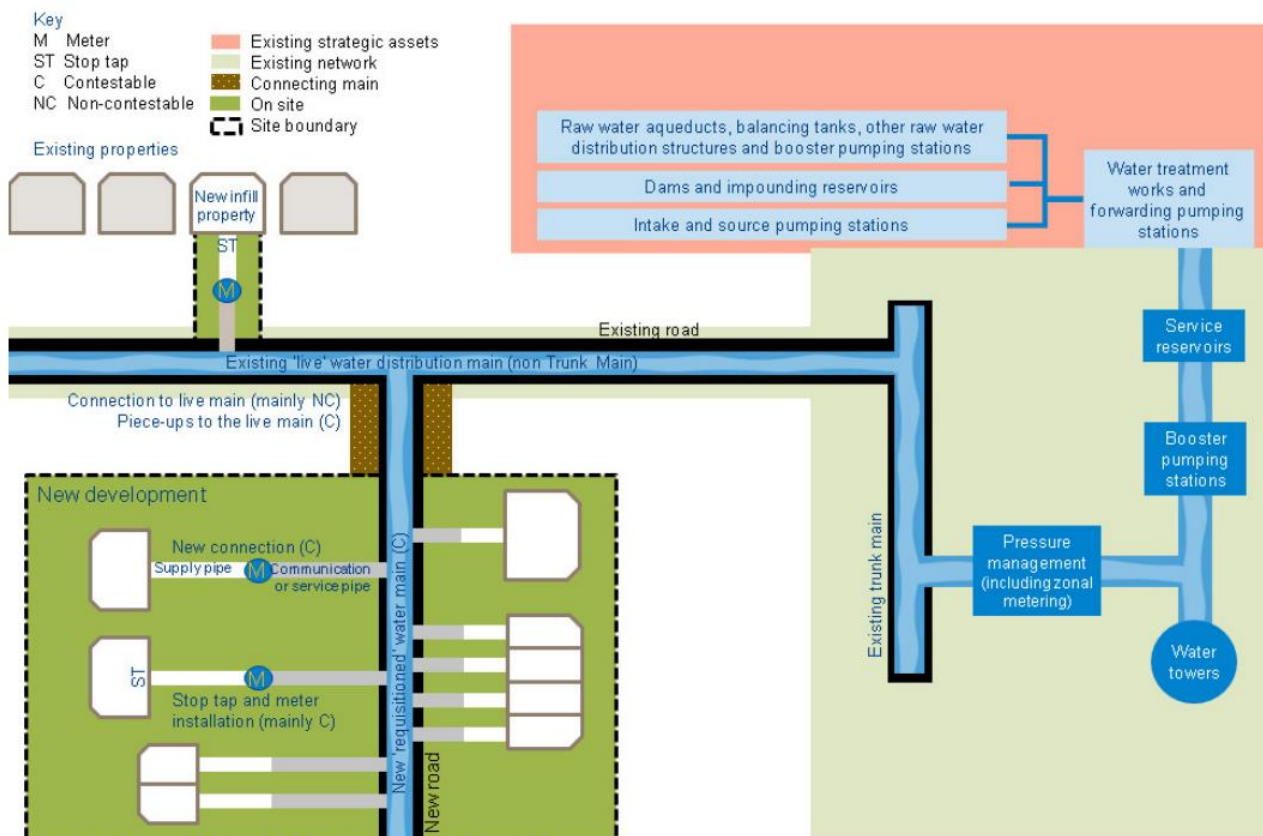 Key
M Meter
ST Stop tap
C Contestable
NC Non-contestable
Existing strategic assets
Existing network
Connecting main
On site
Site boundary
Existing properties
New infill
property
ST
M
Raw water aqueducts, balancing tanks, other raw water
distribution structures and booster pumping stations
Dams and impounding reservoirs
Intake and source pumping stations
Water treatment
works and
forwarding pumping
stations
Existing road
Existing 'live' water distribution main (non Trunk Main)
Service
reservoirs
Connection to live main (mainly NC)
Piece-ups to the live main (C)
Booster
pumping
stations
New development
New connection (C)
Supply pipe
M
Communication
or service pipe
ST
M
Stop tap and meter
installation (mainly C)
New 'requisitioned' water main (C)
New road
Existing trunk main
Pressure
management
(including zonal
metering)
Water
towers